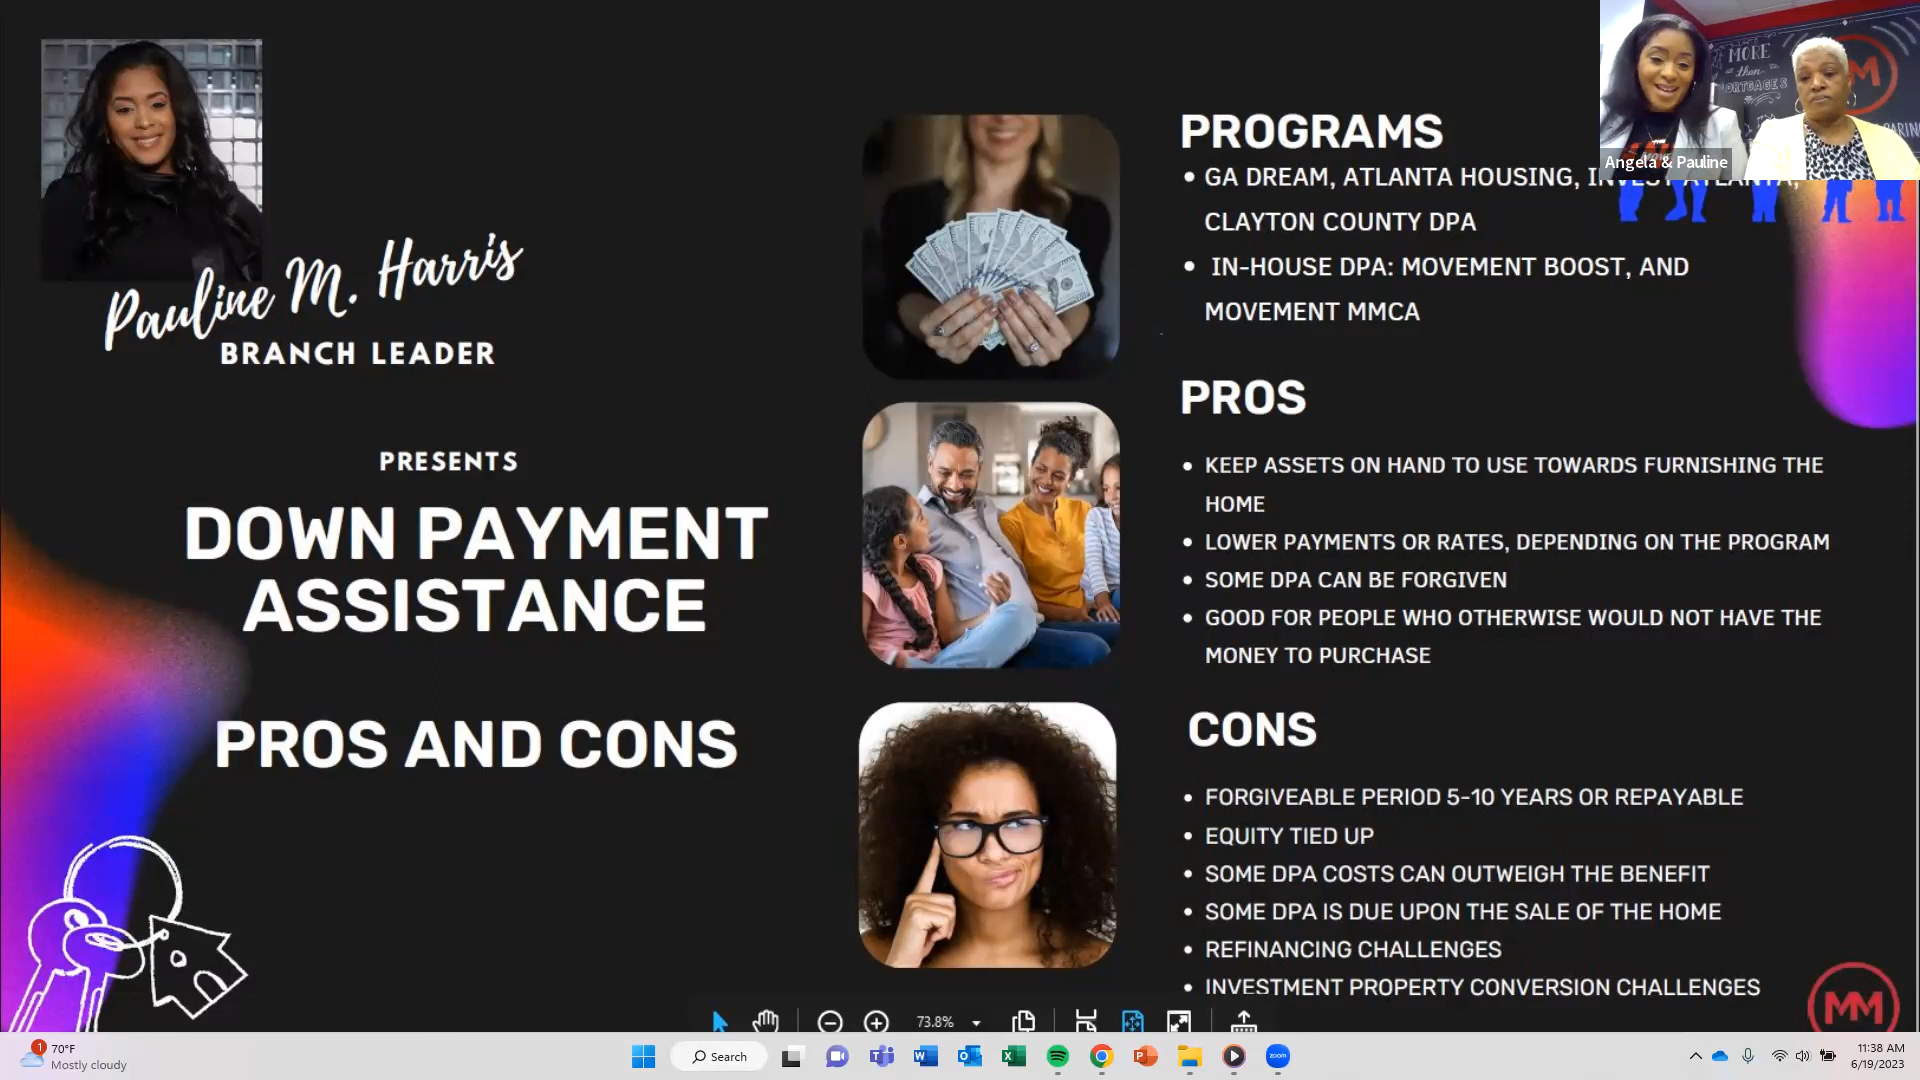 Pauline M. Harris
BRANCH LEADER
PRESENTS
DOWN PAYMENT
ASSISTANCE
PROS AND CONS
PROGRAMS
• GA DREAM, ATLANTA HOUSING, INVEST ATLANTA,
CLAYTON COUNTY DPA
• IN-HOUSE DPA: MOVEMENT BOOST, AND
MOVEMENT MMCA
PROS
• KEEP ASSETS ON HAND TO USE TOWARDS FURNISHING THE
HOME
• LOWER PAYMENTS OR RATES, DEPENDING ON THE PROGRAM
• SOME DPA CAN BE FORGIVEN
• GOOD FOR PEOPLE WHO OTHERWISE WOULD NOT HAVE THE
MONEY TO PURCHASE
CONS
• FORGIVEABLE PERIOD 5-10 YEARS OR REPAYABLE
• EQUITY TIED UP
• SOME DPA COSTS CAN OUTWEIGH THE BENEFIT
• SOME DPA IS DUE UPON THE SALE OF THE HOME
• REFINANCING CHALLENGES
• INVESTMENT PROPERTY CONVERSION CHALLENGES
MM
MORE
than
Angela & Pauline
73.8%
1
70°F
Mostly cloudy
Search
zoom
11:38 AM
6/19/2023